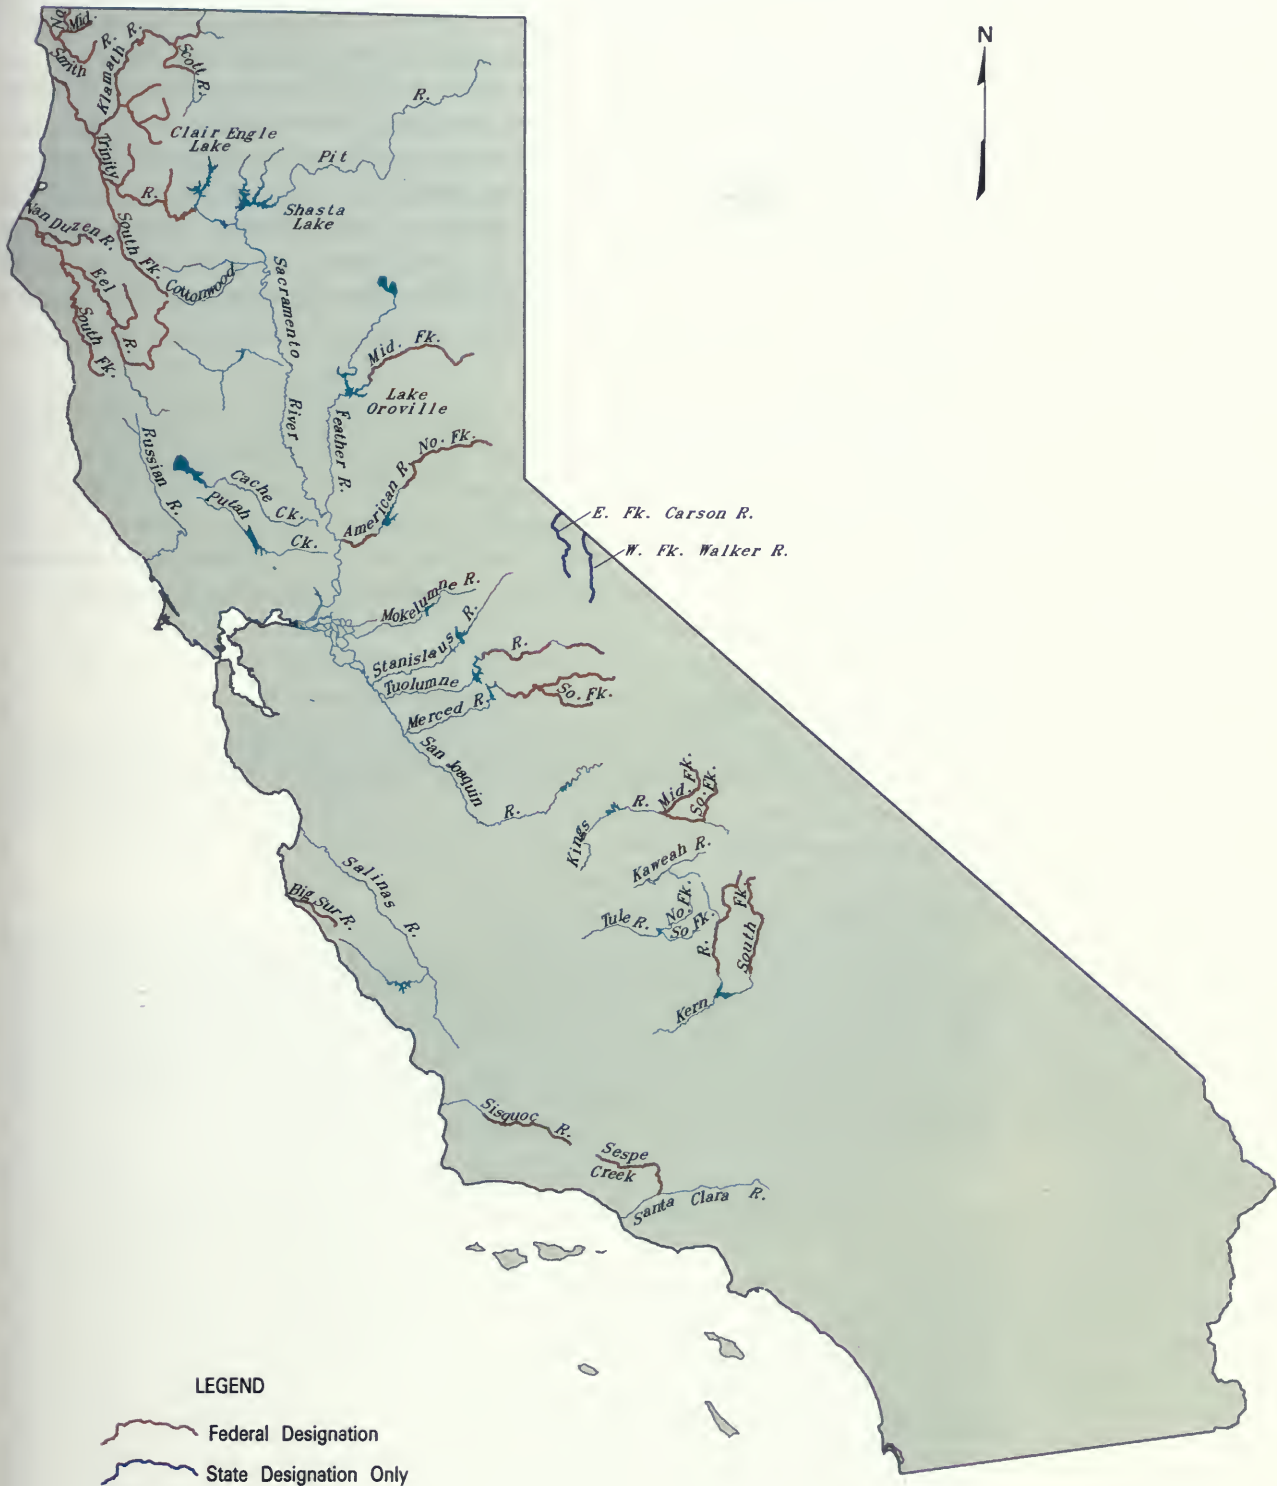 N
No.
Mid.
R.
Smith
Klamath R.
Scott R.
R.
Clair Engle
Lake
Pit
Trinity
R.
Shasta
Lake
Van Duzen R.
South Fk.
Cottonwood
Eel
R.
South Fk.
Sacramento
River
Mid. Fk.
Lake
Oroville
Feather R.
No. Fk.
American R.
Russian R.
Cache
Ck.
Putah
Ck.
E. Fk. Carson R.
W. Fk. Walker R.
Mokelumne R.
Stanislaus R.
R.
Tuolumne
So. Fk.
Merced R.
San Joaquin
R.
Mid. Fk.
So. Fk.
R.
Kings
Kaweah R.
Salinas
R.
Big Sur R.
No. Fk.
Tule R.
So Fk.
Fk.
South
R.
Kern
Sisquoc
R.
Sespe
Creek
Santa Clara R.
LEGEND
Federal Designation
State Designation Only